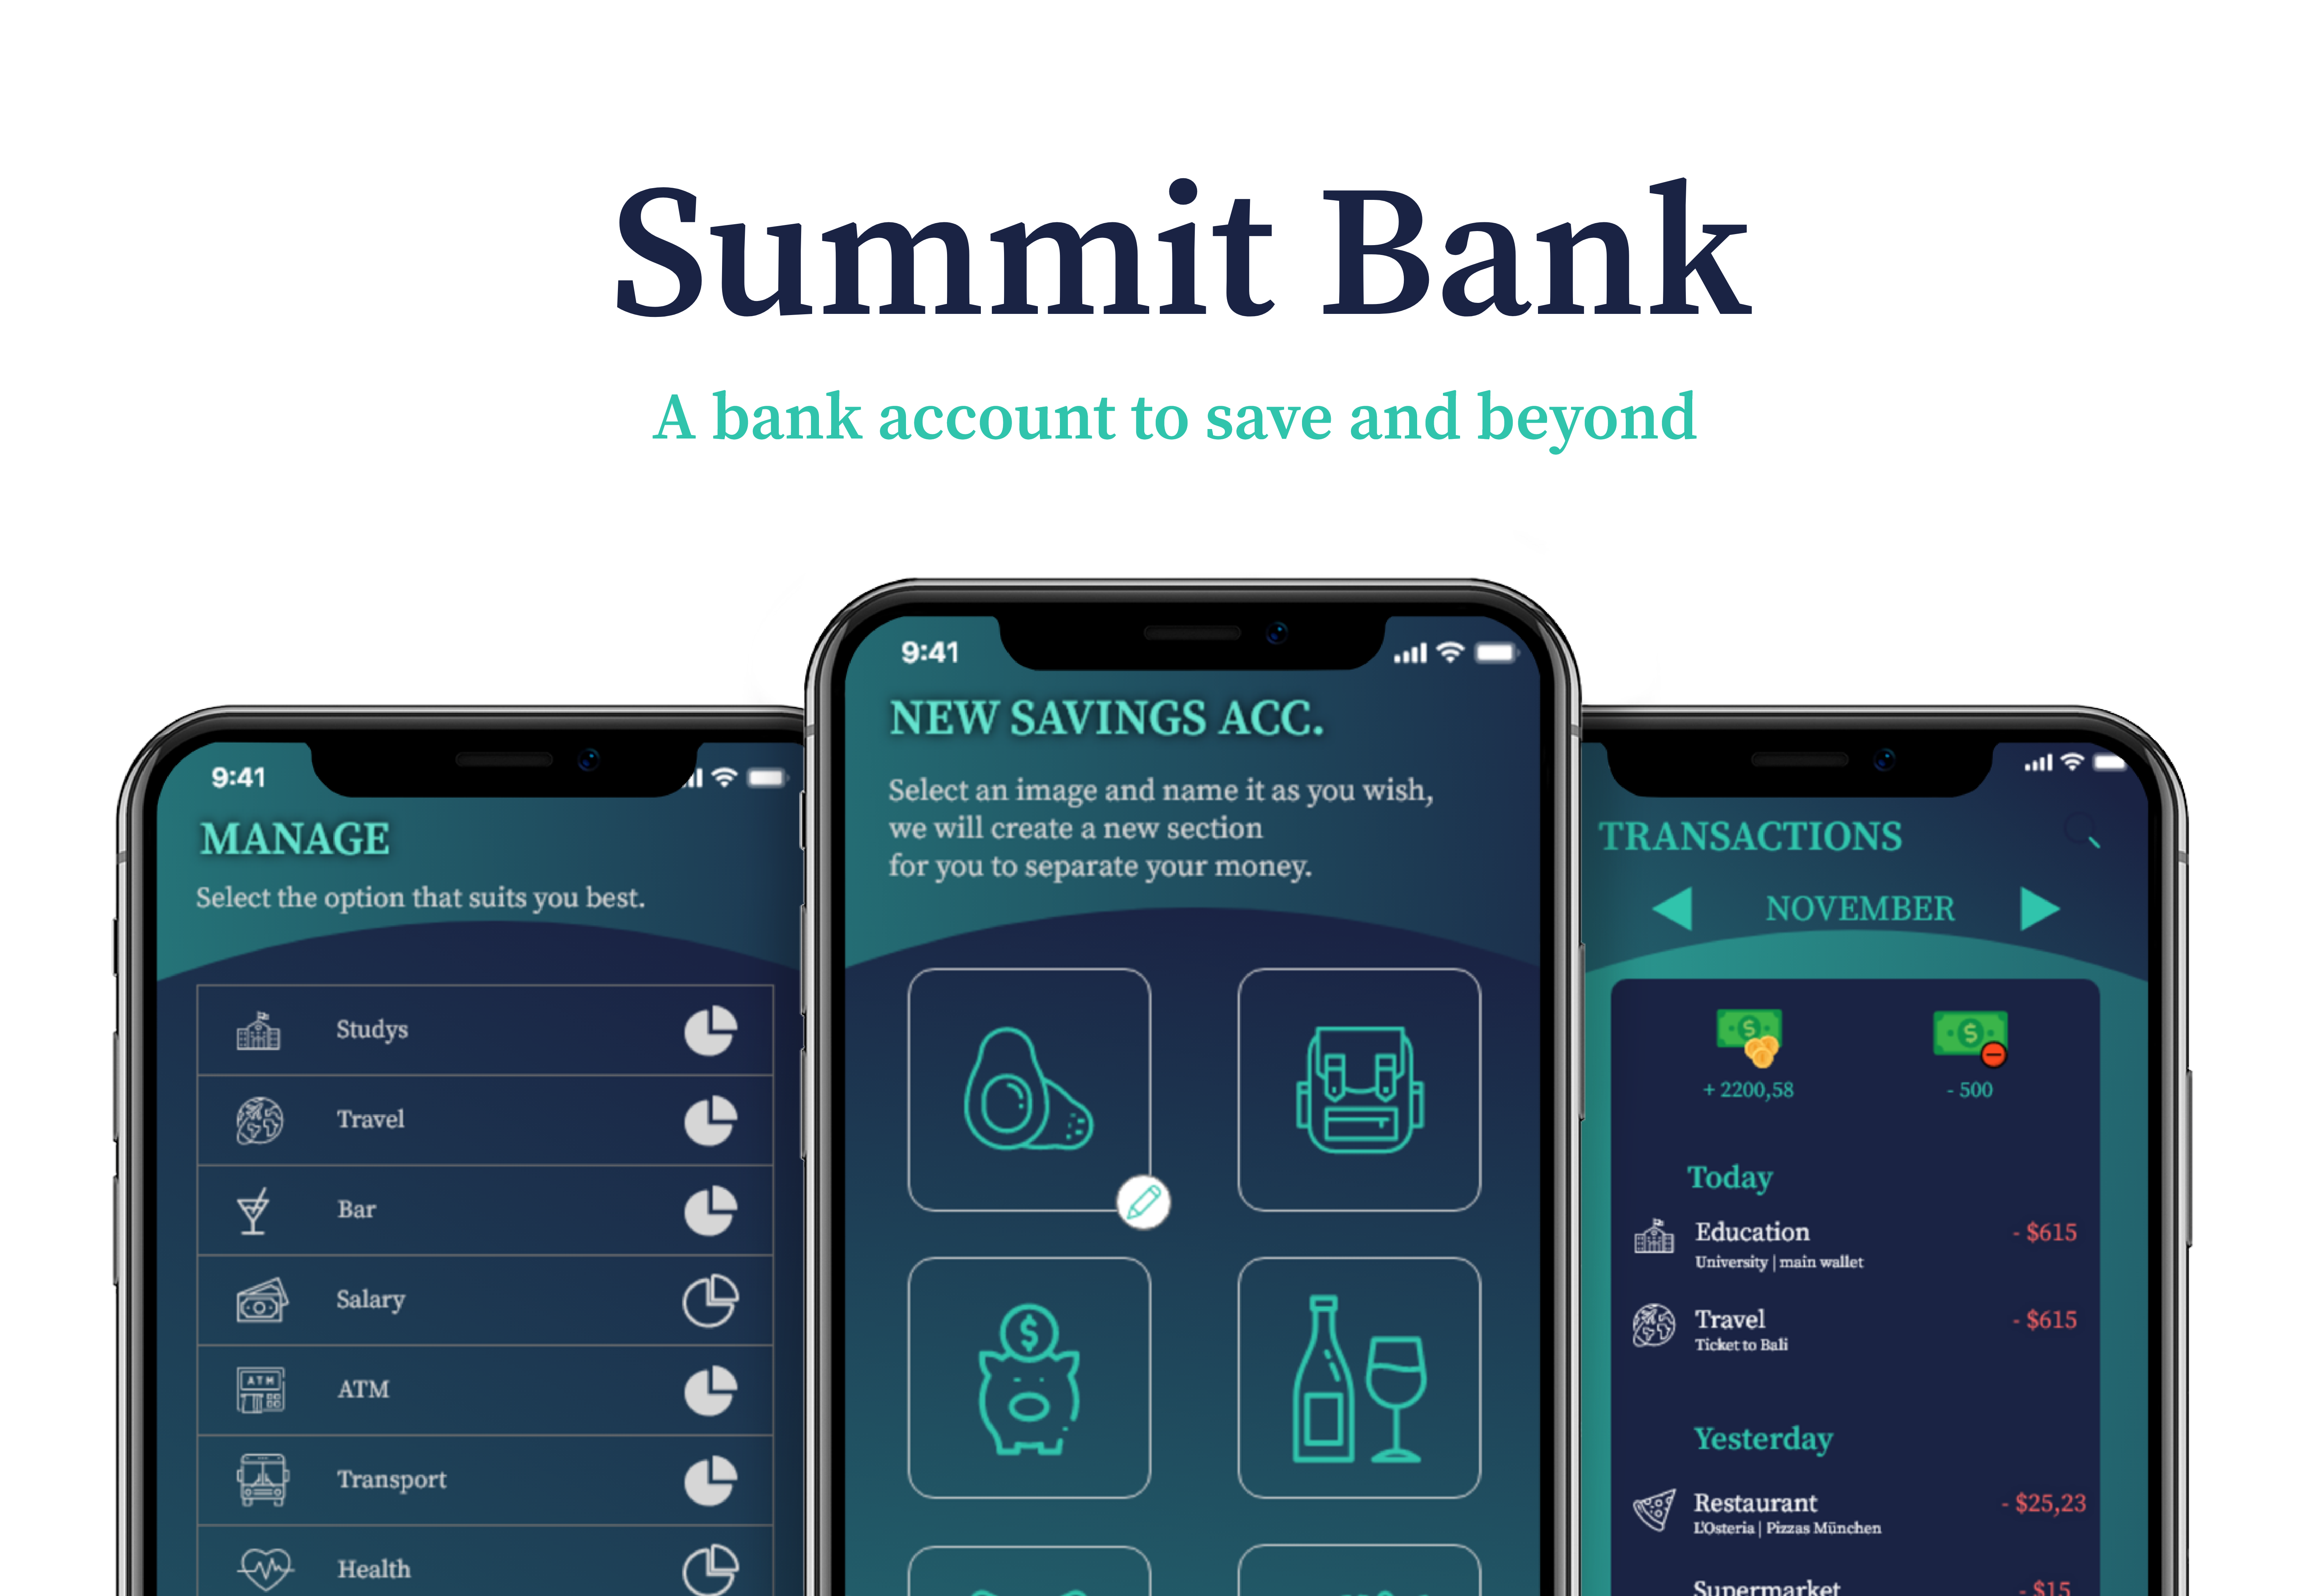 Summit Bank
A bank account to save and beyond
9:41
MANAGE
Select the option that suits you best.
Studys
Travel
Bar
Salary
ATM
ATM
Transport
Health
9:41
NEW SAVINGS ACC.
Select an image and name it as you wish,
we will create a new section
for you to separate your money.
$
TRANSACTIONS
NOVEMBER
$
$
+ 2200,58
- 500
Today
Education
- $615
University | main wallet
Travel
- $615
Ticket to Bali
Yesterday
Restaurant
- $25,23
L'Osteria | Pizzas München
Supermarket
- $15